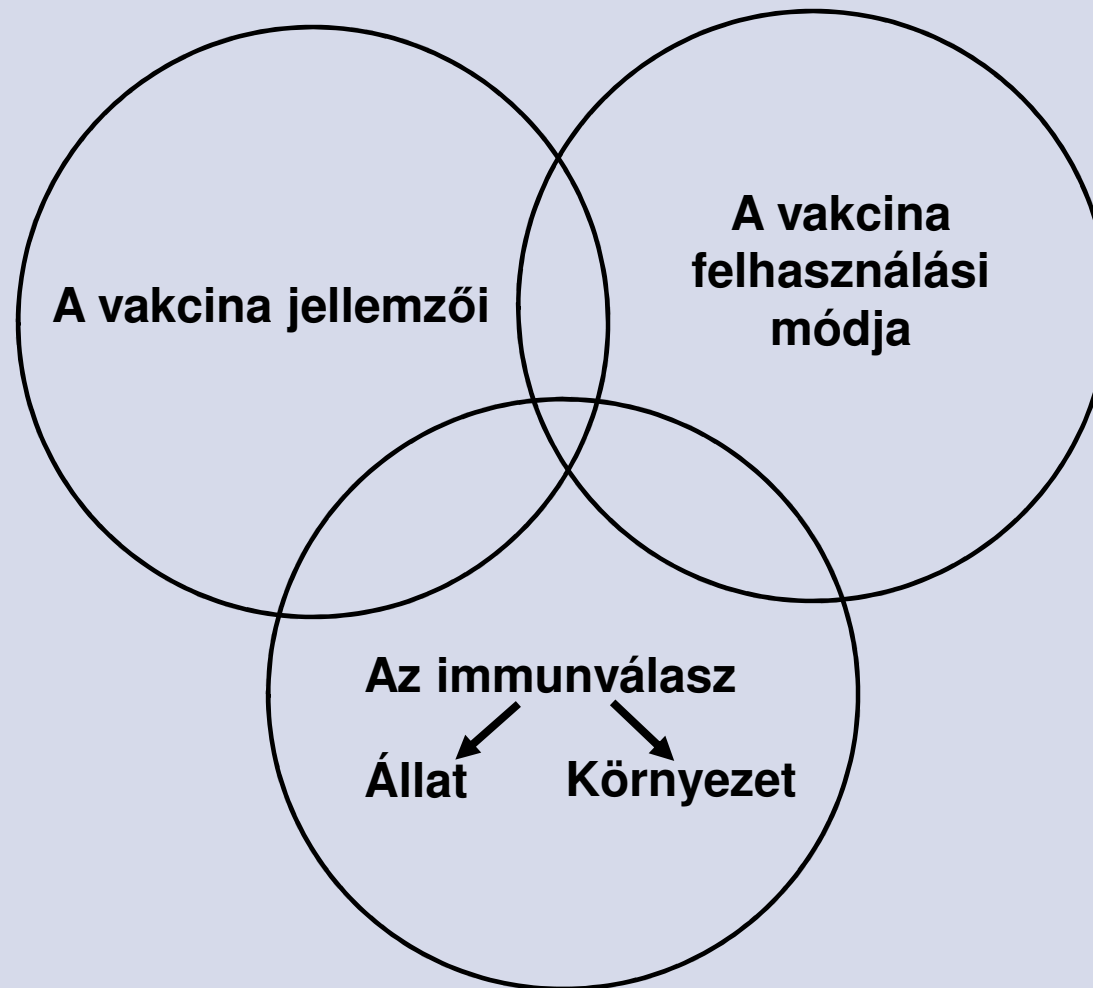 A vakcina
felhasználási
módja
A vakcina jellemzői
Az immunválasz
Állat
Környezet